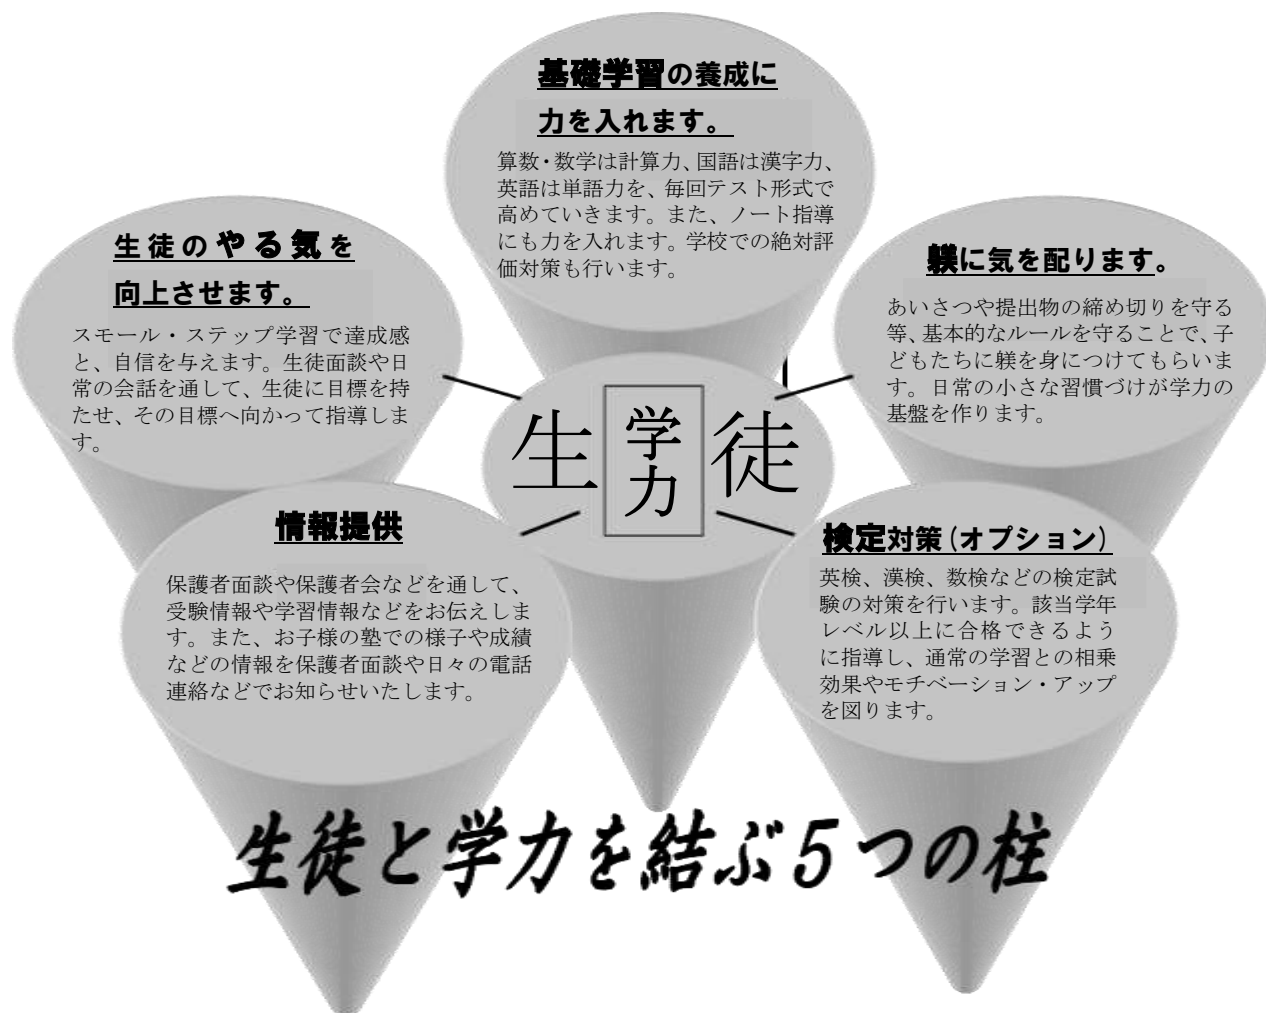 基礎学習の養成に
力を入れます。
算数・数学は計算力、国語は漢字力、
英語は単語力を、毎回テスト形式で
高めていきます。また、ノート指導
にも力を入れます。学校での絶対評
価対策も行います。
生徒のやる気を
向上させます。
スモール・ステップ学習で達成感
と、自信を与えます。生徒面談や日
常の会話を通して、生徒に目標を持
たせ、その目標へ向かって指導しま
す。
躾に気を配ります。
あいさつや提出物の締め切りを守る
等、基本的なルールを守ることで、子
どもたちに躾を身につけてもらいま
す。日常の小さな習慣づけが学力の
基盤を作ります。
生徒
学力
情報提供
保護者面談や保護者会などを通して、
受験情報や学習情報などをお伝えしま
す。また、お子様の塾での様子や成績
などの情報を保護者面談や日々の電話
連絡などでお知らせいたします。
検定対策(オプション)
英検、漢検、数検などの検定試
験の対策を行います。該当学年
レベル以上に合格できるよう
に指導し、通常の学習との相乗
効果やモチベーション・アップ
を図ります。
生徒と学力を結ぶ5つの柱